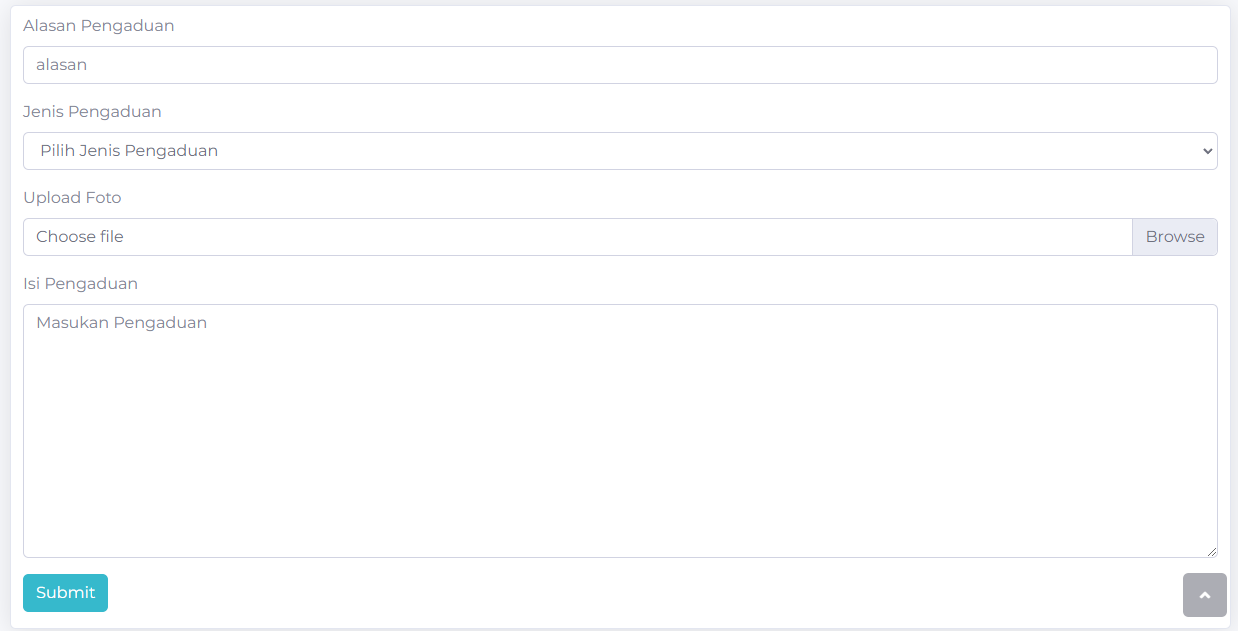 Alasan Pengaduan
alasan
Jenis Pengaduan
Pilih Jenis Pengaduan
Upload Foto
Choose file
Browse
Isi Pengaduan
Masukan Pengaduan
Submit